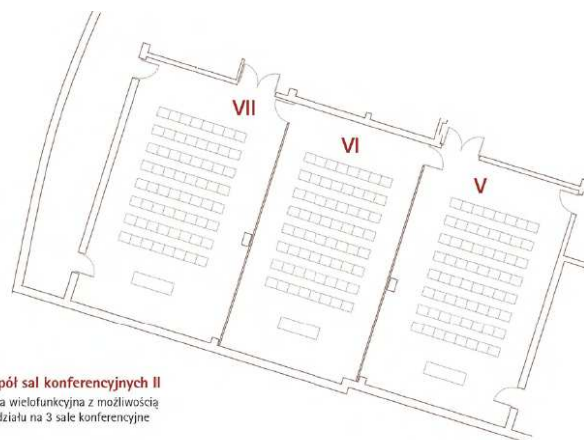 VII
VI
V
pół sal konferencyjnych II
a wielofunkcyjna z możliwością
działu na 3 sale konferencyjne